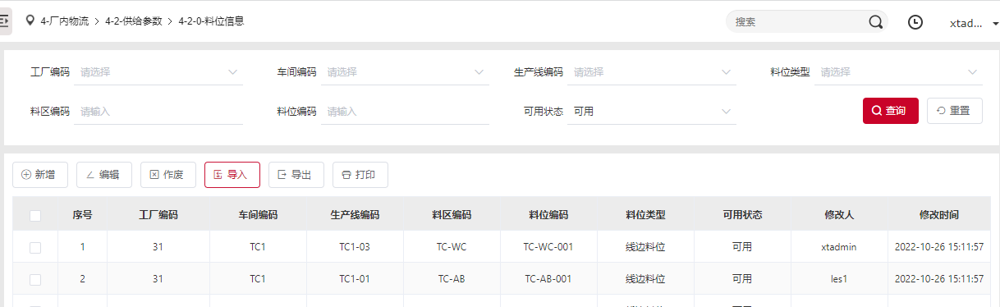 4-厂内物流 > 4-2-供给参数 > 4-2-0-料位信息 搜索 xtad...
工厂编码 请选择 车间编码 请选择 生产线编码 请选择 料位类型 请选择
料区编码 请输入 料位编码 请输入 可用状态 可用 查询 重置
新增 编辑 作废 导入 导出 打印
序号 工厂编码 车间编码 生产线编码 料区编码 料位编码 料位类型 可用状态 修改人 修改时间
1 31 TC1 TC1-03 TC-WC TC-WC-001 线边料位 可用 xtadmin 2022-10-26 15:11:57
2 31 TC1 TC1-01 TC-AB TC-AB-001 线边料位 可用 les1 2022-10-26 15:11:57